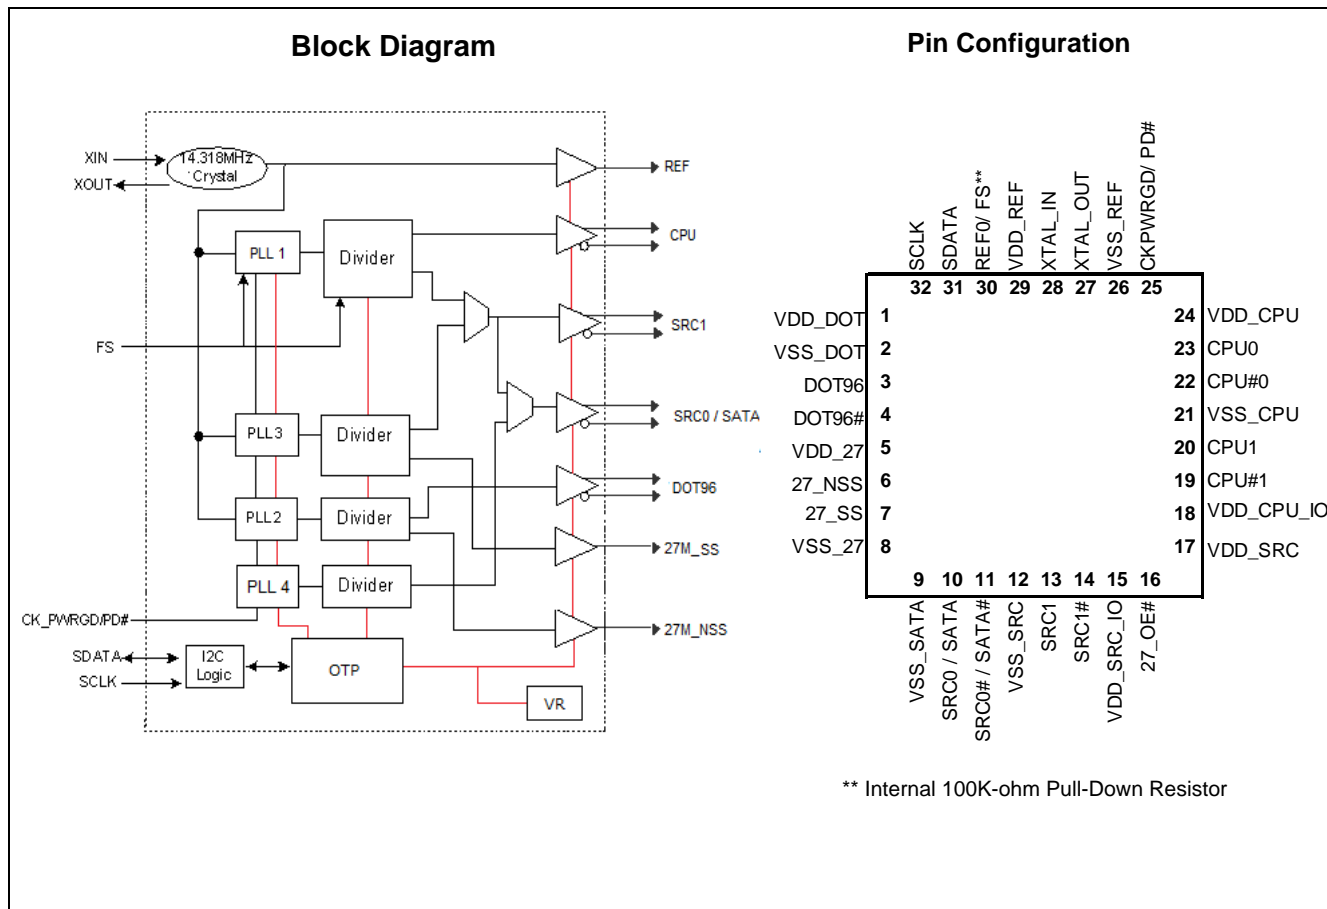 Block Diagram
Pin Configuration
XIN
XOUT
14.318MHz
Crystal
REF
PLL 1
Divider
CPU
FS
SRC1
PLL3
Divider
SRC0 / SATA
PLL2
Divider
DOT96
27M_SS
PLL 4
Divider
CK_PWRGD/PD#
27M_NSS
SDATA
SCLK
I2C
Logic
OTP
VR
SCLK
SDATA
REF0/ FS**
VDD_REF
XTAL_IN
XTAL_OUT
VSS_REF
CKPWRGD/ PD#
32 31 30 29 28 27 26 25
VDD_DOT 1 24 VDD_CPU
VSS_DOT 2 23 CPU0
DOT96 3 22 CPU#0
DOT96# 4 21 VSS_CPU
VDD_27 5 20 CPU1
27_NSS 6 19 CPU#1
27_SS 7 18 VDD_CPU_IO
VSS_27 8 17 VDD_SRC
9 10 11 12 13 14 15 16
VSS_SATA
SRC0 / SATA
SRC0# / SATA#
VSS_SRC
SRC1
SRC1#
VDD_SRC_IO
27_OE#
** Internal 100K-ohm Pull-Down Resistor